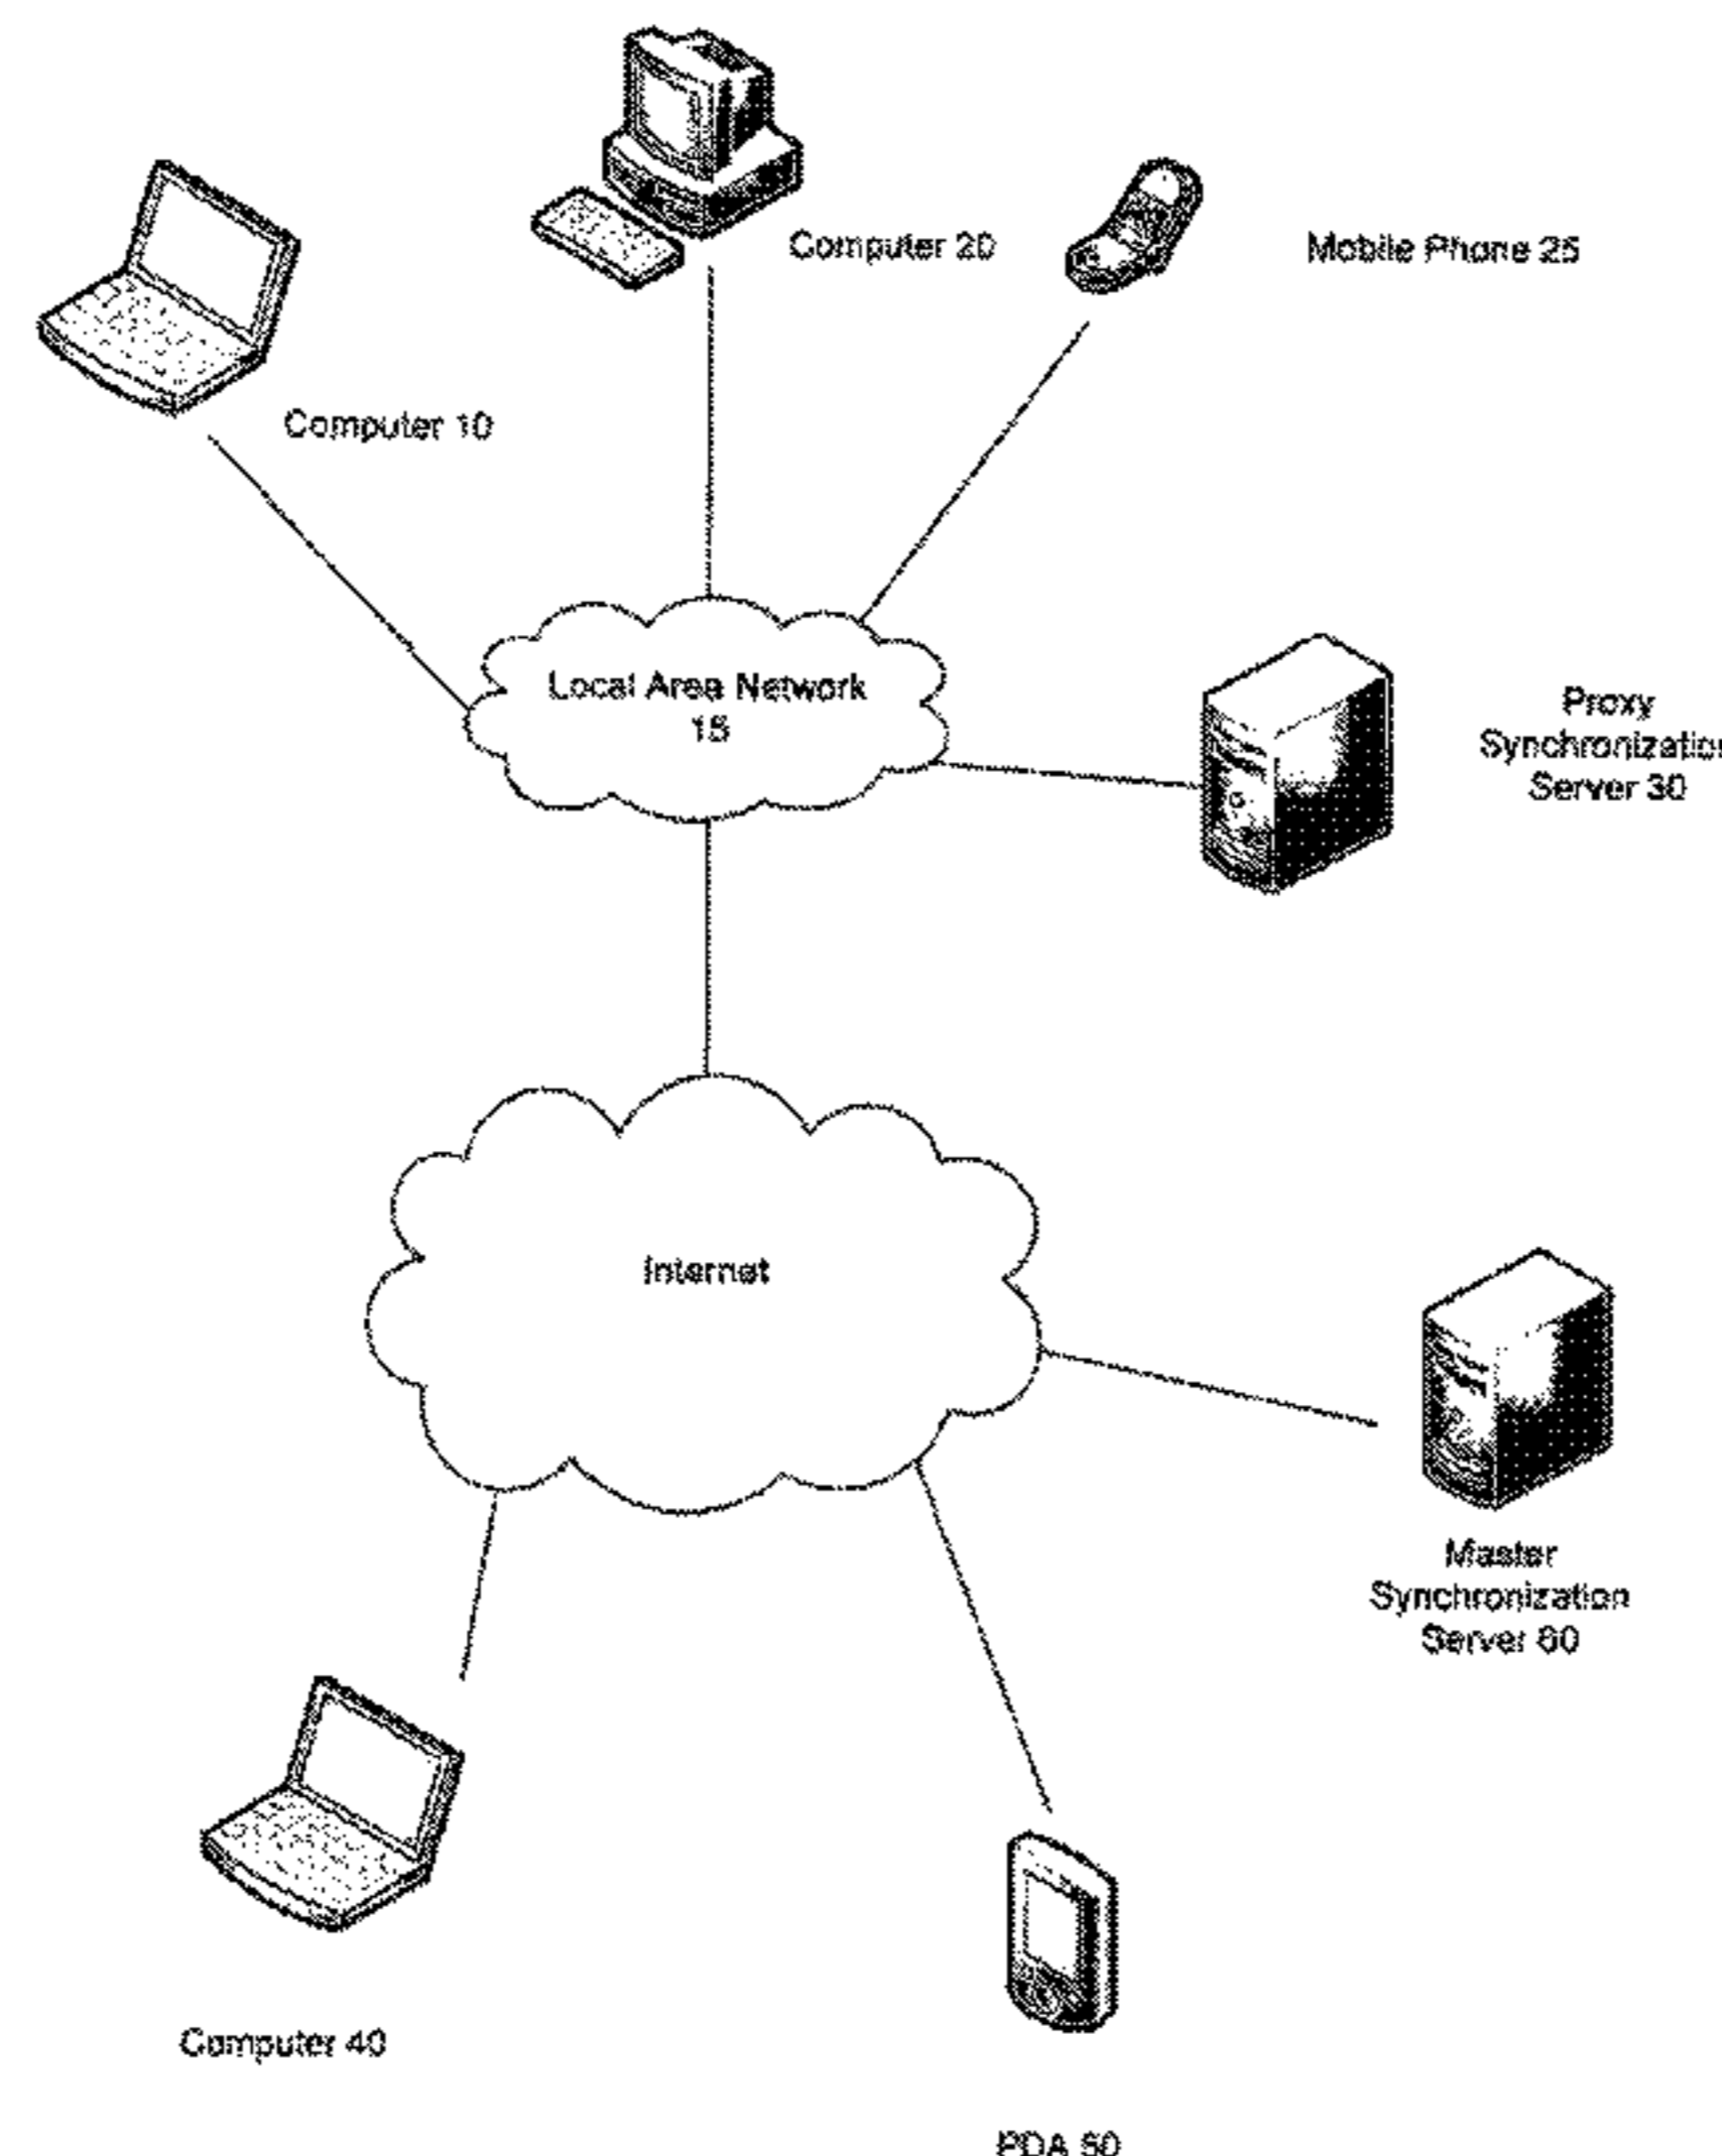 Computer 20
Mobile Phone 25
Computer 10
Local Area Network
15
Proxy
Synchronization
Server 30
Internet
Master
Synchronization
Server 60
Computer 40
PDA 50